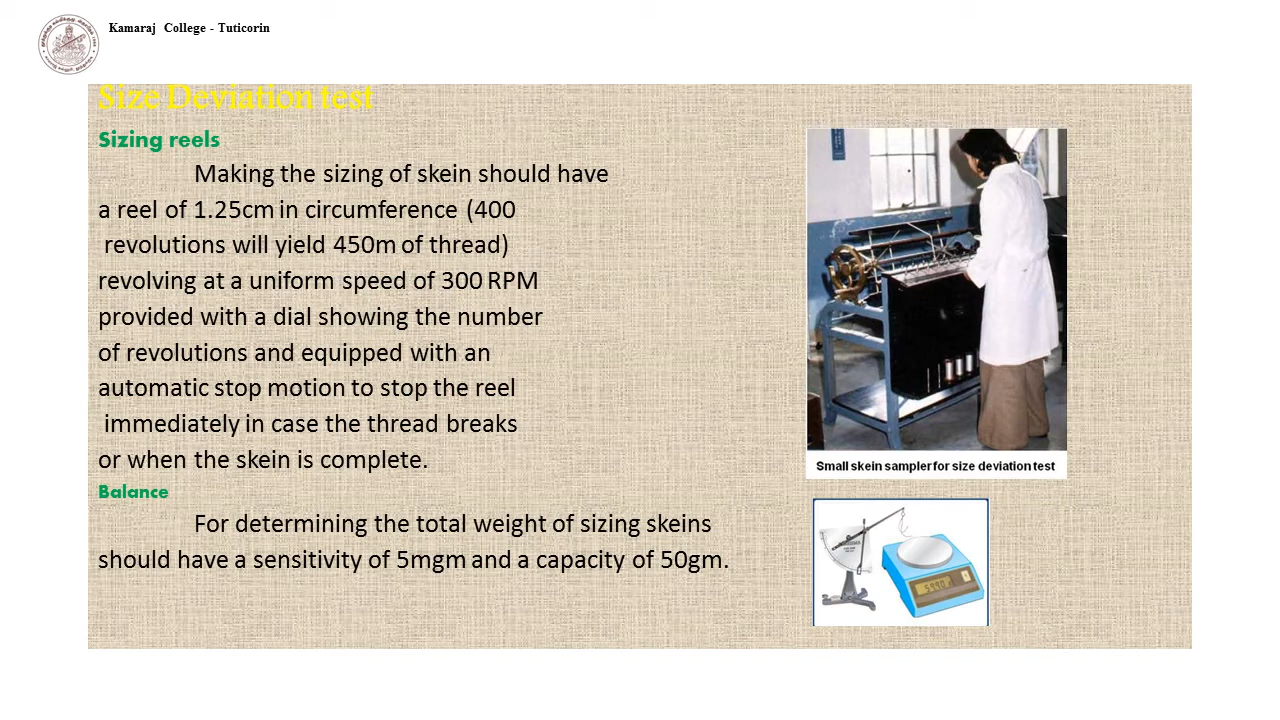 Kamaraj College - Tuticorin
Size Deviation test
Sizing reels
Making the sizing of skein should have
a reel of 1.25cm in circumference (400
revolutions will yield 450m of thread)
revolving at a uniform speed of 300 RPM
provided with a dial showing the number
of revolutions and equipped with an
automatic stop motion to stop the reel
immediately in case the thread breaks
or when the skein is complete.
Small skein sampler for size deviation test
Balance
For determining the total weight of sizing skeins
should have a sensitivity of 5mgm and a capacity of 50gm.